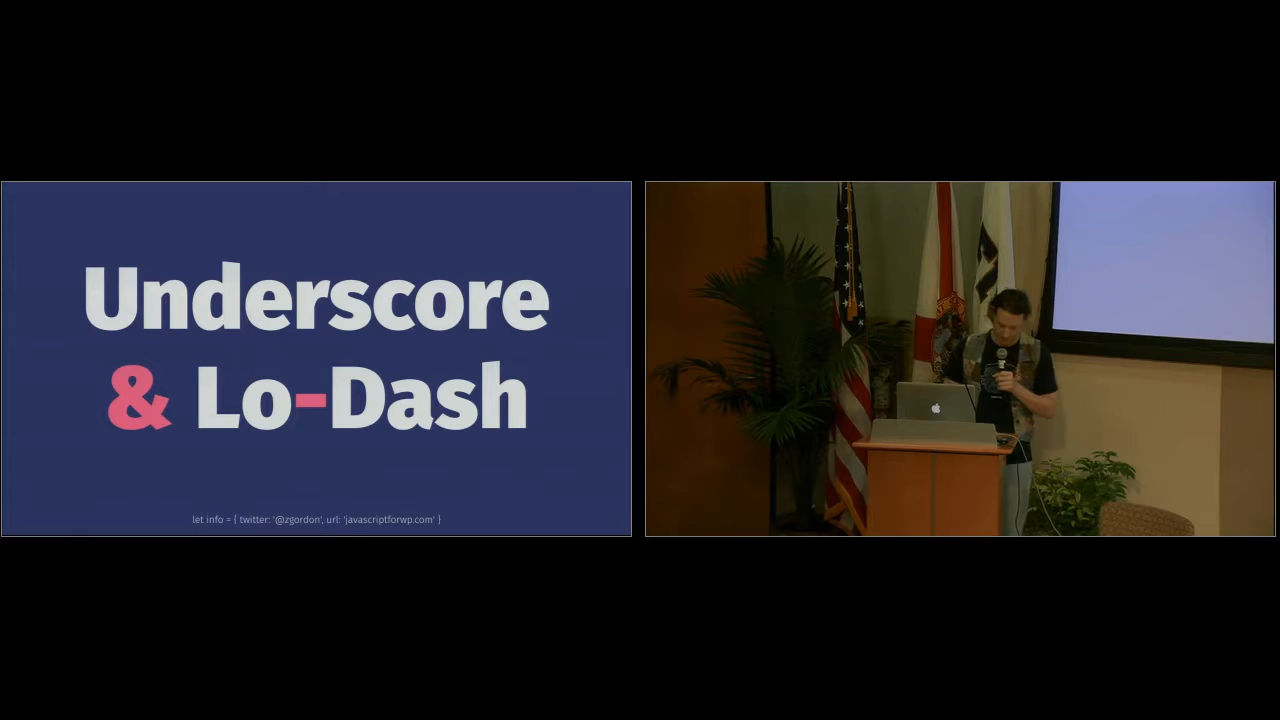 Underscore
& Lo-Dash
let info = { twitter: '@zgordon', url: 'javascriptforwp.com' }